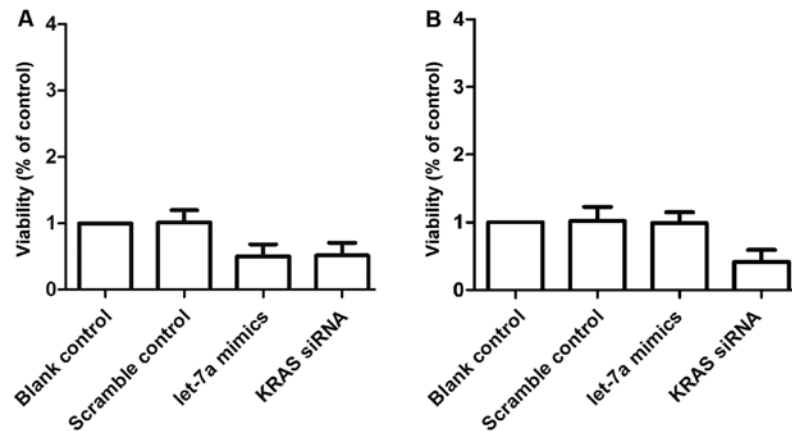 A
Viability (% of control)
4
3
2
1
0
Blank control
Scramble control
let-7a mimics
KRAS siRNA
B
Viability (% of control)
4
3
2
1
0
Blank control
Scramble control
let-7a mimics
KRAS siRNA